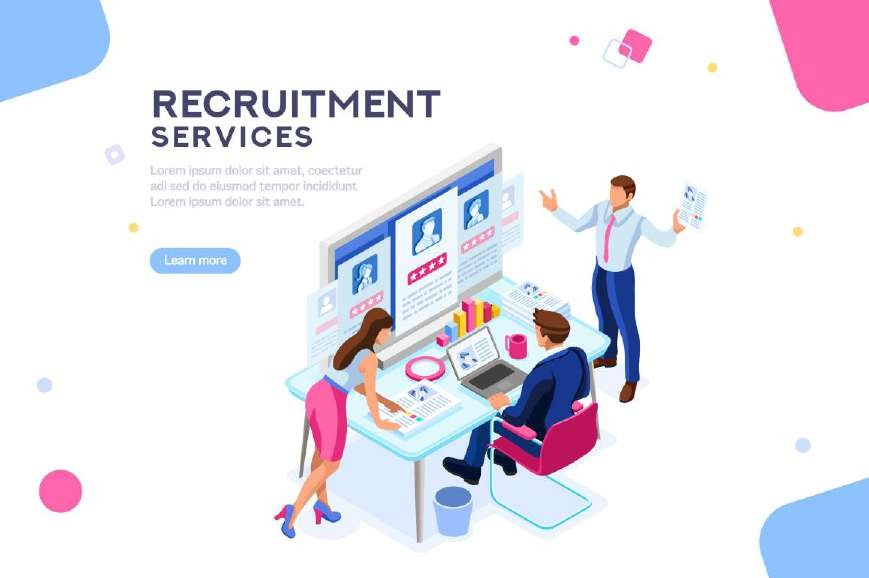 RECRUITMENT
SERVICES
Lorem ipsum dolor sit amet, coectetur
adi sed do eiusmod tempor incididunt
Lorem ipsum dolor sit amet.
Learn more